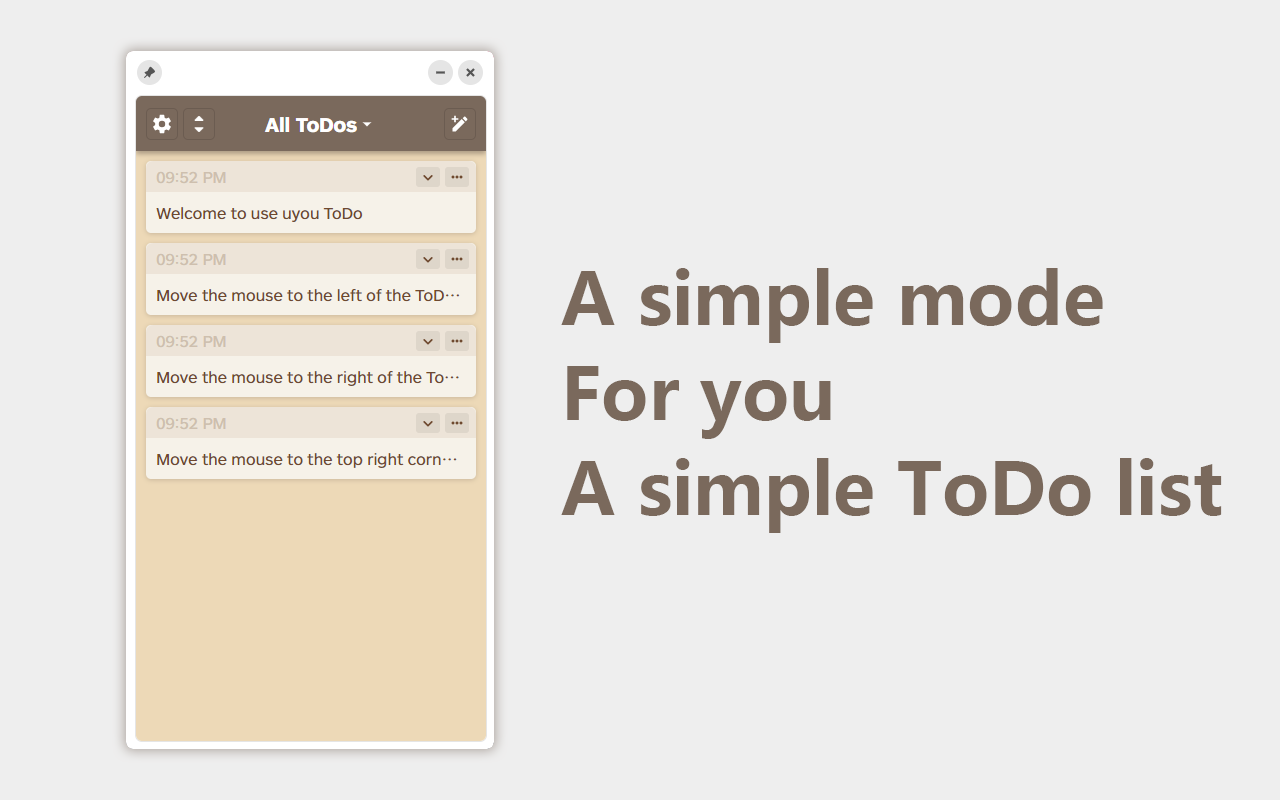 All ToDos
09:52 PM
Welcome to use uyou ToDo
09:52 PM
Move the mouse to the left of the ToD···
09:52 PM
Move the mouse to the right of the To···
09:52 PM
Move the mouse to the top right corn···
A simple mode
For you
A simple ToDo list